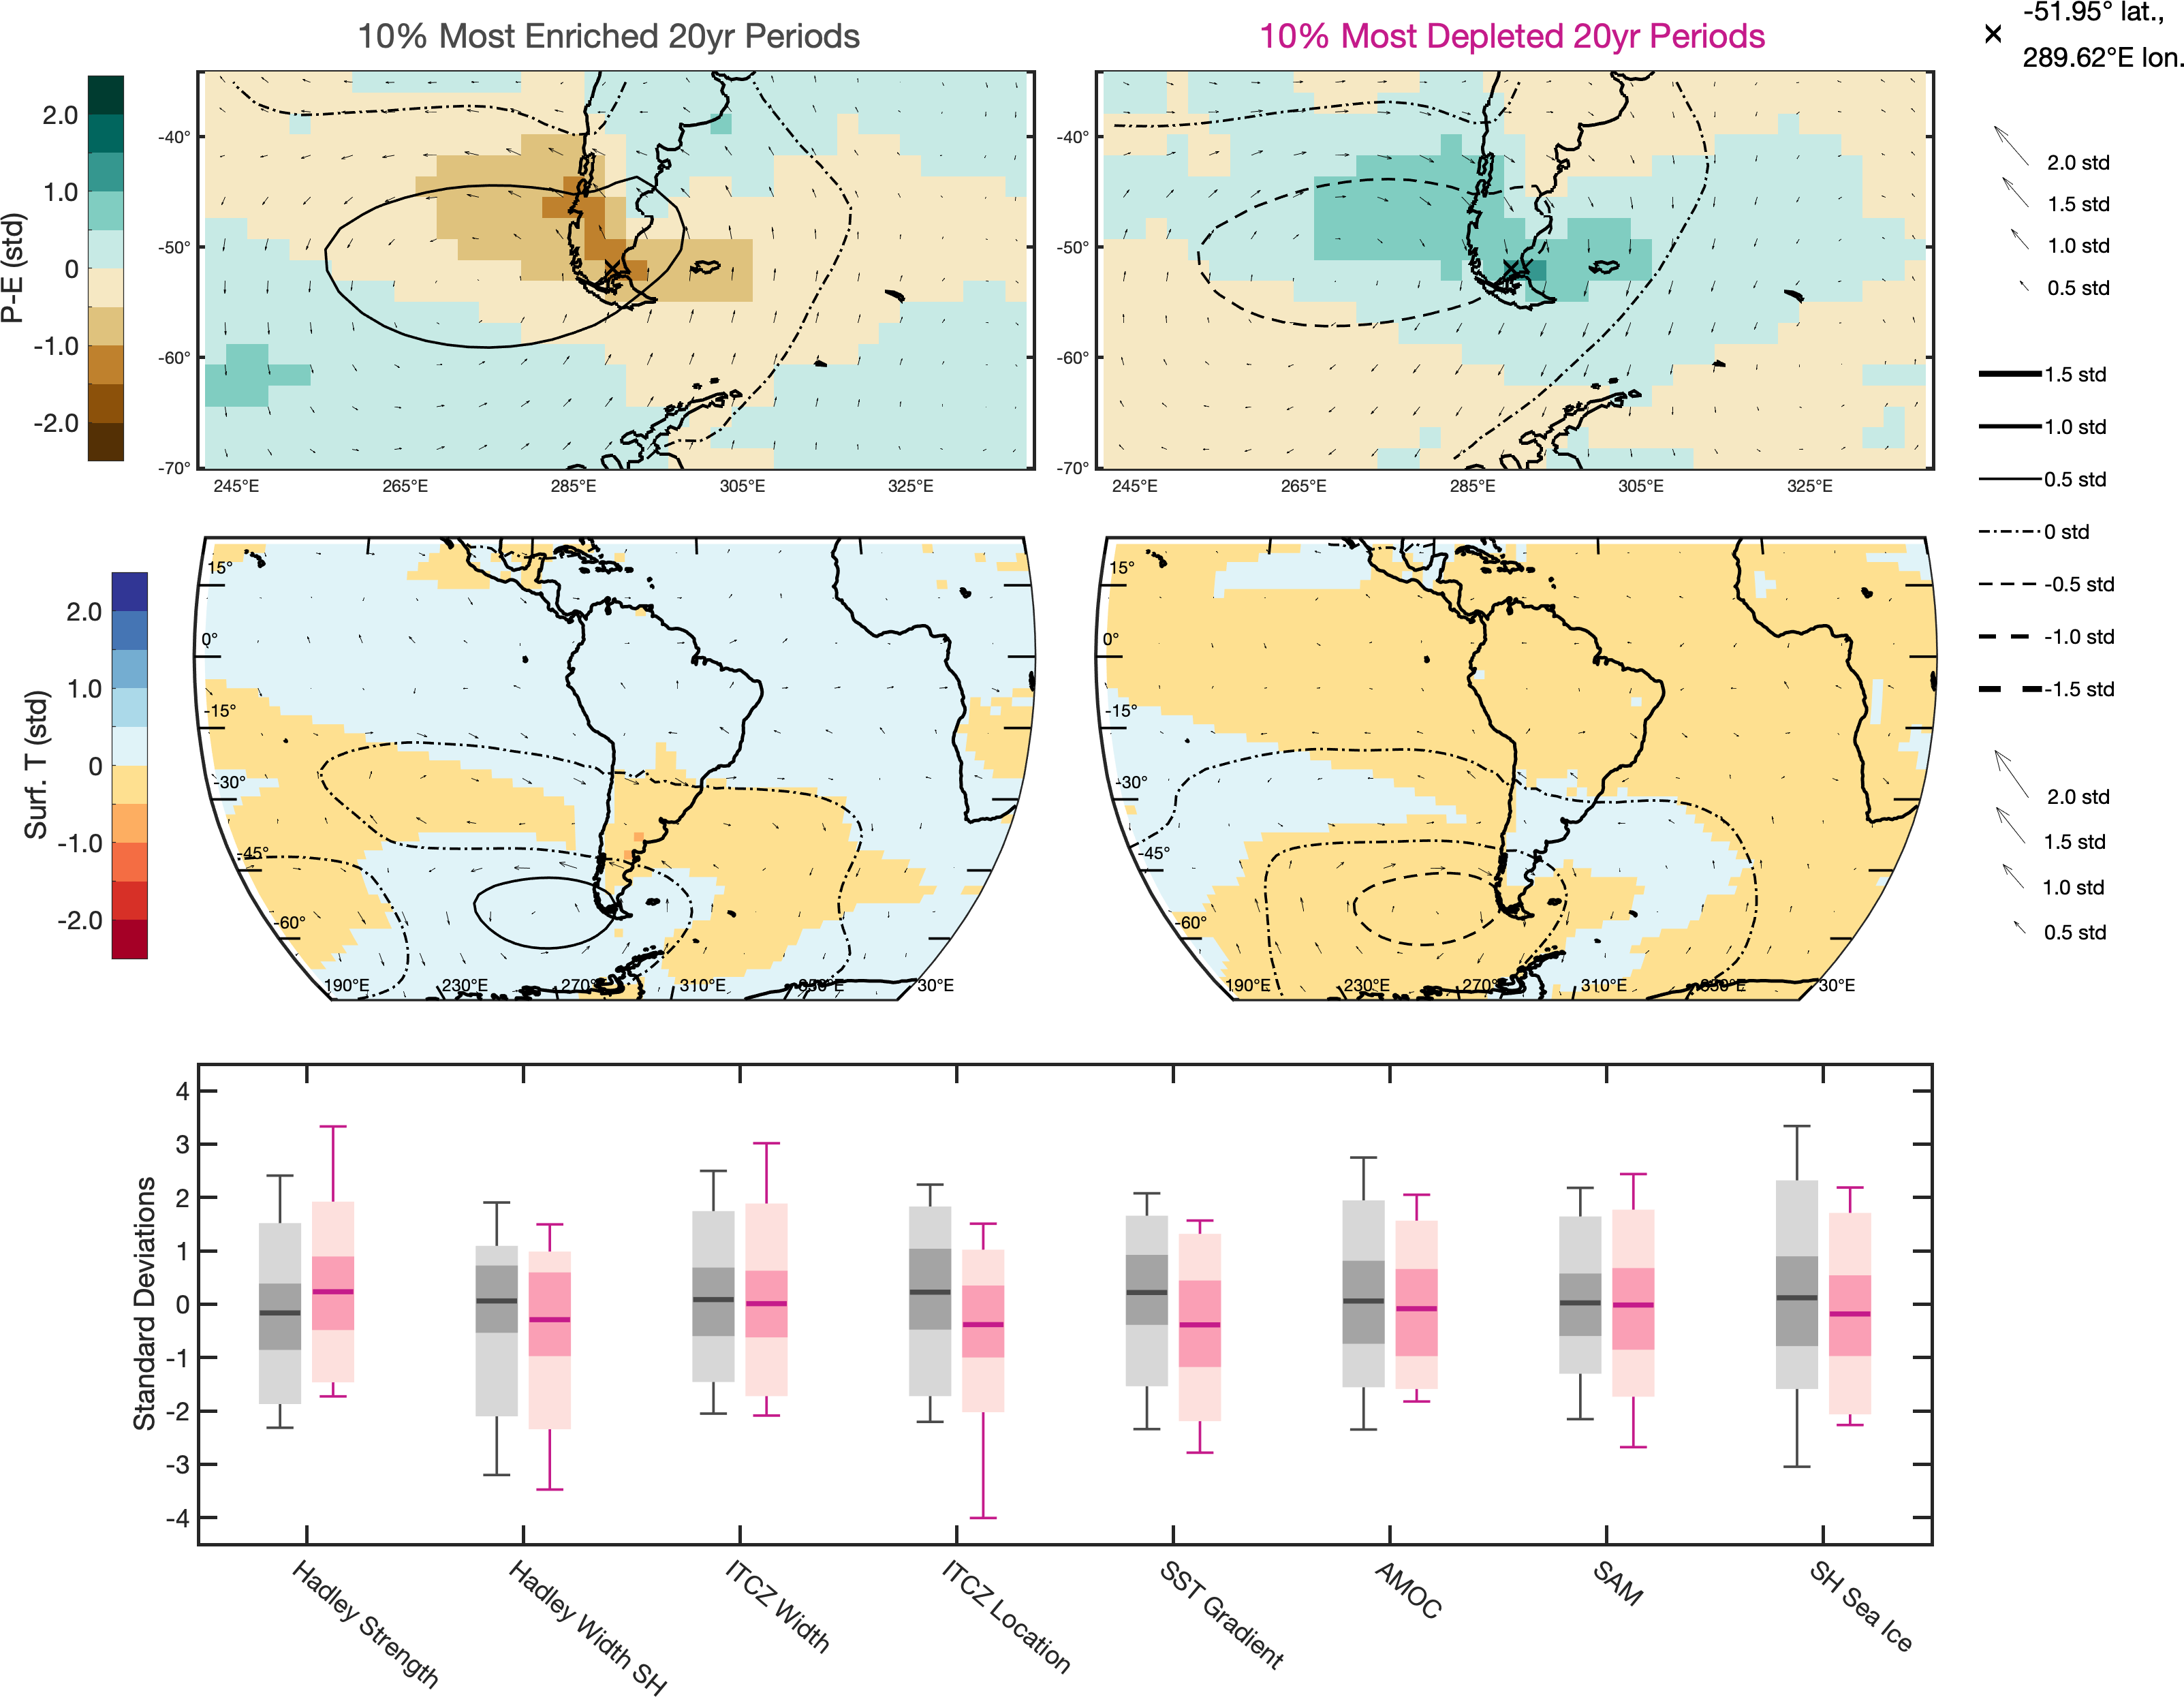 10% Most Enriched 20yr Periods
10% Most Depleted 20yr Periods
× -51.95° lat.,
289.62°E lon.
P-E (std)
2.0
1.0
0
-1.0
-2.0
-40°
-50°
-60°
-70°
245°E 265°E 285°E 305°E 325°E
-40°
-50°
-60°
-70°
245°E 265°E 285°E 305°E 325°E
2.0 std
1.5 std
1.0 std
0.5 std
1.5 std
1.0 std
0.5 std
0 std
-0.5 std
-1.0 std
-1.5 std
2.0 std
1.5 std
1.0 std
0.5 std
Surf. T (std)
2.0
1.0
0
-1.0
-2.0
15°
0°
-15°
-30°
-45°
-60°
190°E 230°E 270°E 310°E 350°E 30°E
15°
0°
-15°
-30°
-45°
-60°
190°E 230°E 270°E 310°E 350°E 30°E
Standard Deviations
4
3
2
1
0
-1
-2
-3
-4
Hadley Strength
Hadley Width SH
ITCZ Width
ITCZ Location
SST Gradient
AMOC
SAM
SH Sea Ice